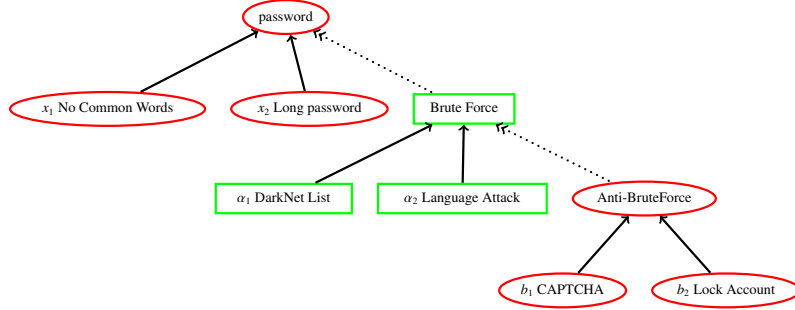 password
x₁ No Common Words
x₂ Long password
Brute Force
α₁ DarkNet List
α₂ Language Attack
Anti-BruteForce
b₁ CAPTCHA
b₂ Lock Account